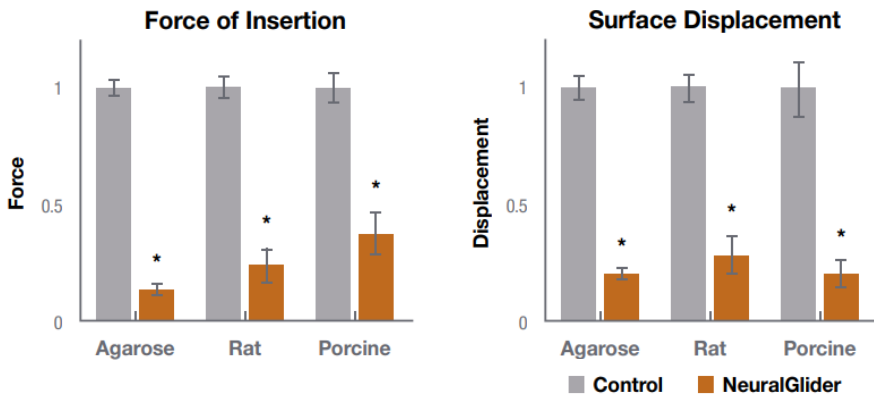 Force of Insertion
Force
1
0.5
0
*
*
*
Agarose Rat Porcine
Surface Displacement
Displacement
1
0.5
0
*
*
*
Agarose Rat Porcine
Control NeuralGlider